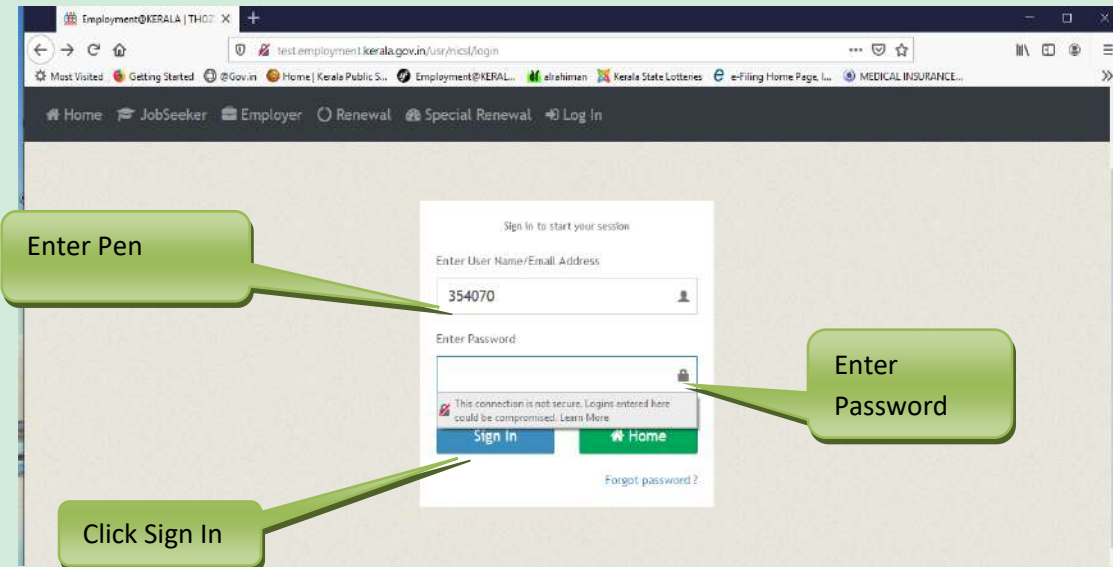 Employment@KERALA | THOZ
test.employment.kerala.gov.in/usr/nicsl/login
Most Visited Getting Started @Gov.in Home | Kerala Public S... Employment@KERAL... alrahiman Kerala State Lotteries e-Filing Home Page, I... MEDICAL INSURANCE...
Home JobSeeker Employer Renewal Special Renewal Log In
Sign in to start your session
Enter Pen
Enter User Name/Email Address
354070
Enter Password
Enter
Password
This connection is not secure. Logins entered here
could be compromised. Learn More
Sign In Home
Forgot password ?
Click Sign In